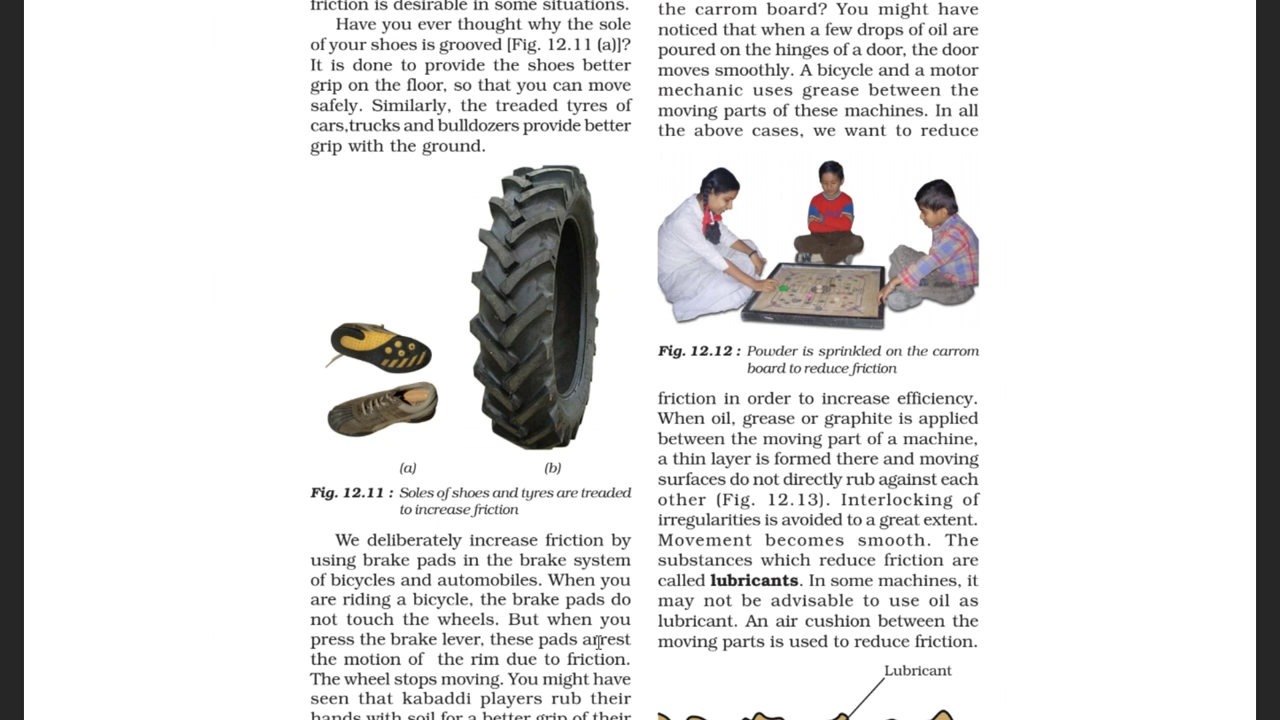 friction is desirable in some situations.
Have you ever thought why the sole
of your shoes is grooved [Fig. 12.11 (a)]?
It is done to provide the shoes better
grip on the floor, so that you can move
safely. Similarly, the treaded tyres of
cars,trucks and bulldozers provide better
grip with the ground.
(a) (b)
Fig. 12.11 : Soles of shoes and tyres are treaded
to increase friction
We deliberately increase friction by
using brake pads in the brake system
of bicycles and automobiles. When you
are riding a bicycle, the brake pads do
not touch the wheels. But when you
press the brake lever, these pads arrest
the motion of the rim due to friction.
The wheel stops moving. You might have
seen that kabaddi players rub their
hands with soil for a better grip of their
the carrom board? You might have
noticed that when a few drops of oil are
poured on the hinges of a door, the door
moves smoothly. A bicycle and a motor
mechanic uses grease between the
moving parts of these machines. In all
the above cases, we want to reduce
Fig. 12.12 : Powder is sprinkled on the carrom
board to reduce friction
friction in order to increase efficiency.
When oil, grease or graphite is applied
between the moving part of a machine,
a thin layer is formed there and moving
surfaces do not directly rub against each
other (Fig. 12.13). Interlocking of
irregularities is avoided to a great extent.
Movement becomes smooth. The
substances which reduce friction are
called lubricants. In some machines, it
may not be advisable to use oil as
lubricant. An air cushion between the
moving parts is used to reduce friction.
Lubricant